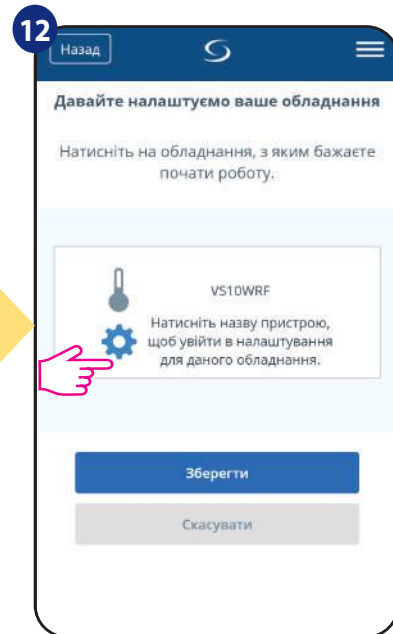 12
Назад
Давайте налаштуємо ваше обладнання
Натисніть на обладнання, з яким бажаєте
почати роботу.
VS10WRF
Натисніть назву пристрою,
щоб увійти в налаштування
для даного обладнання.
Зберегти
Скасувати